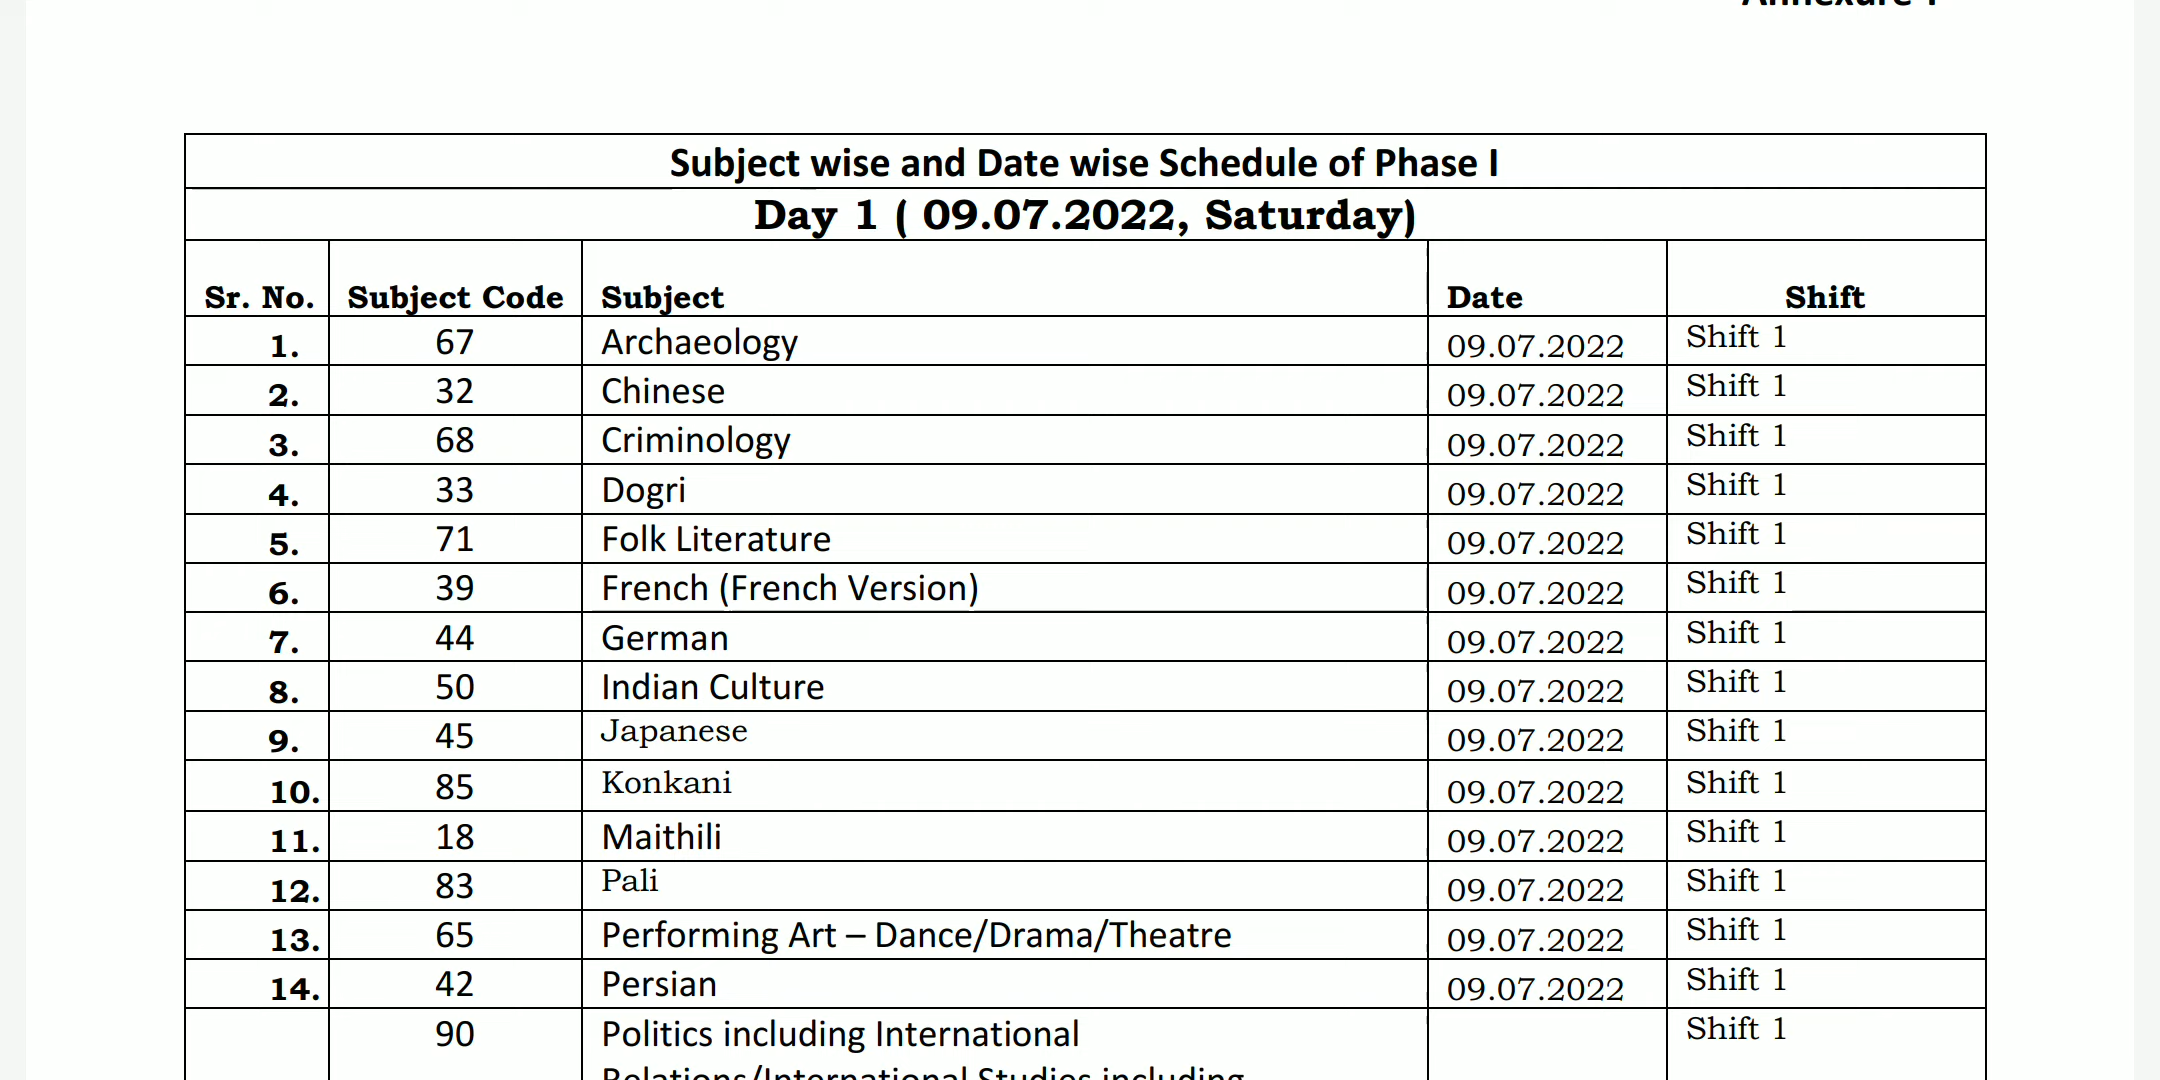 Subject wise and Date wise Schedule of Phase I
Day 1 ( 09.07.2022, Saturday)
Sr. No. Subject Code Subject Date Shift
1. 67 Archaeology 09.07.2022 Shift 1
2. 32 Chinese 09.07.2022 Shift 1
3. 68 Criminology 09.07.2022 Shift 1
4. 33 Dogri 09.07.2022 Shift 1
5. 71 Folk Literature 09.07.2022 Shift 1
6. 39 French (French Version) 09.07.2022 Shift 1
7. 44 German 09.07.2022 Shift 1
8. 50 Indian Culture 09.07.2022 Shift 1
9. 45 Japanese 09.07.2022 Shift 1
10. 85 Konkani 09.07.2022 Shift 1
11. 18 Maithili 09.07.2022 Shift 1
12. 83 Pali 09.07.2022 Shift 1
13. 65 Performing Art – Dance/Drama/Theatre 09.07.2022 Shift 1
14. 42 Persian 09.07.2022 Shift 1
90 Politics including International Shift 1
Relations/International Studies including